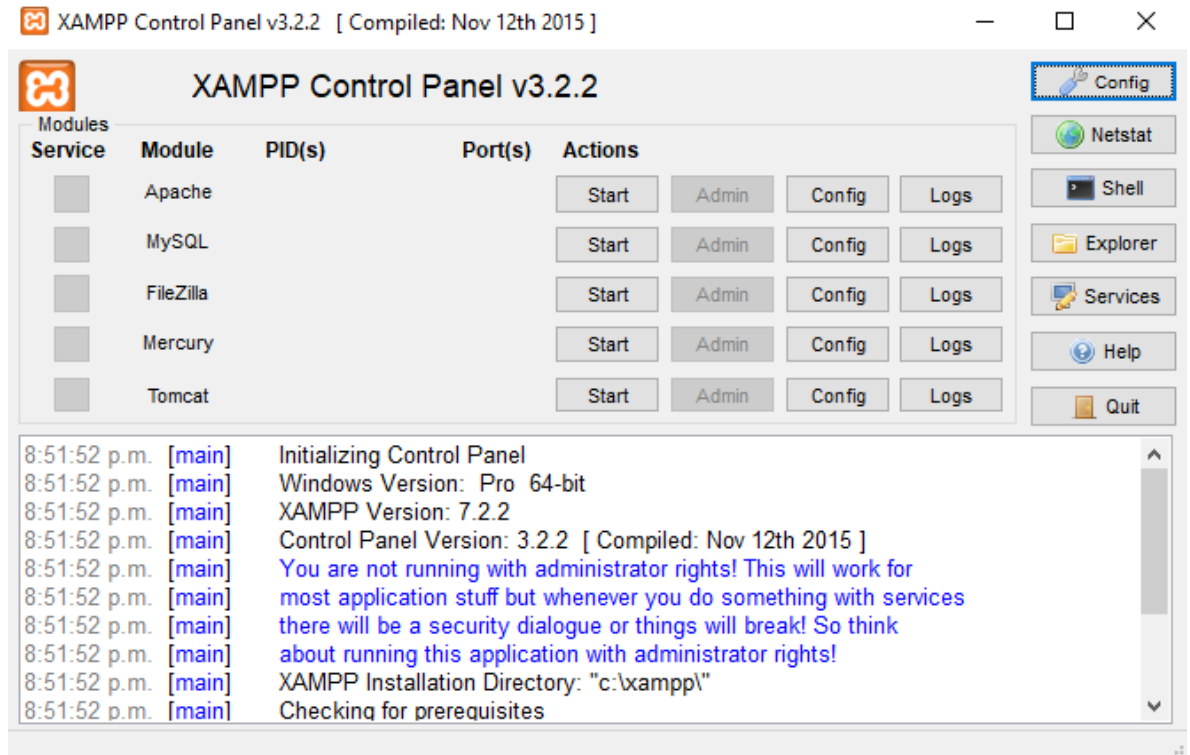 XAMPP Control Panel v3.2.2 [ Compiled: Nov 12th 2015 ]
XAMPP Control Panel v3.2.2
Config
Modules
Service Module PID(s) Port(s) Actions
Netstat
Apache Start Admin Config Logs
Shell
MySQL Start Admin Config Logs
Explorer
FileZilla Start Admin Config Logs
Services
Mercury Start Admin Config Logs
Help
Tomcat Start Admin Config Logs
Quit
8:51:52 p.m. [main] Initializing Control Panel
8:51:52 p.m. [main] Windows Version: Pro 64-bit
8:51:52 p.m. [main] XAMPP Version: 7.2.2
8:51:52 p.m. [main] Control Panel Version: 3.2.2 [ Compiled: Nov 12th 2015 ]
8:51:52 p.m. [main] You are not running with administrator rights! This will work for
8:51:52 p.m. [main] most application stuff but whenever you do something with services
8:51:52 p.m. [main] there will be a security dialogue or things will break! So think
8:51:52 p.m. [main] about running this application with administrator rights!
8:51:52 p.m. [main] XAMPP Installation Directory: "c:\xampp\"
8:51:52 p.m. [main] Checking for prerequisites